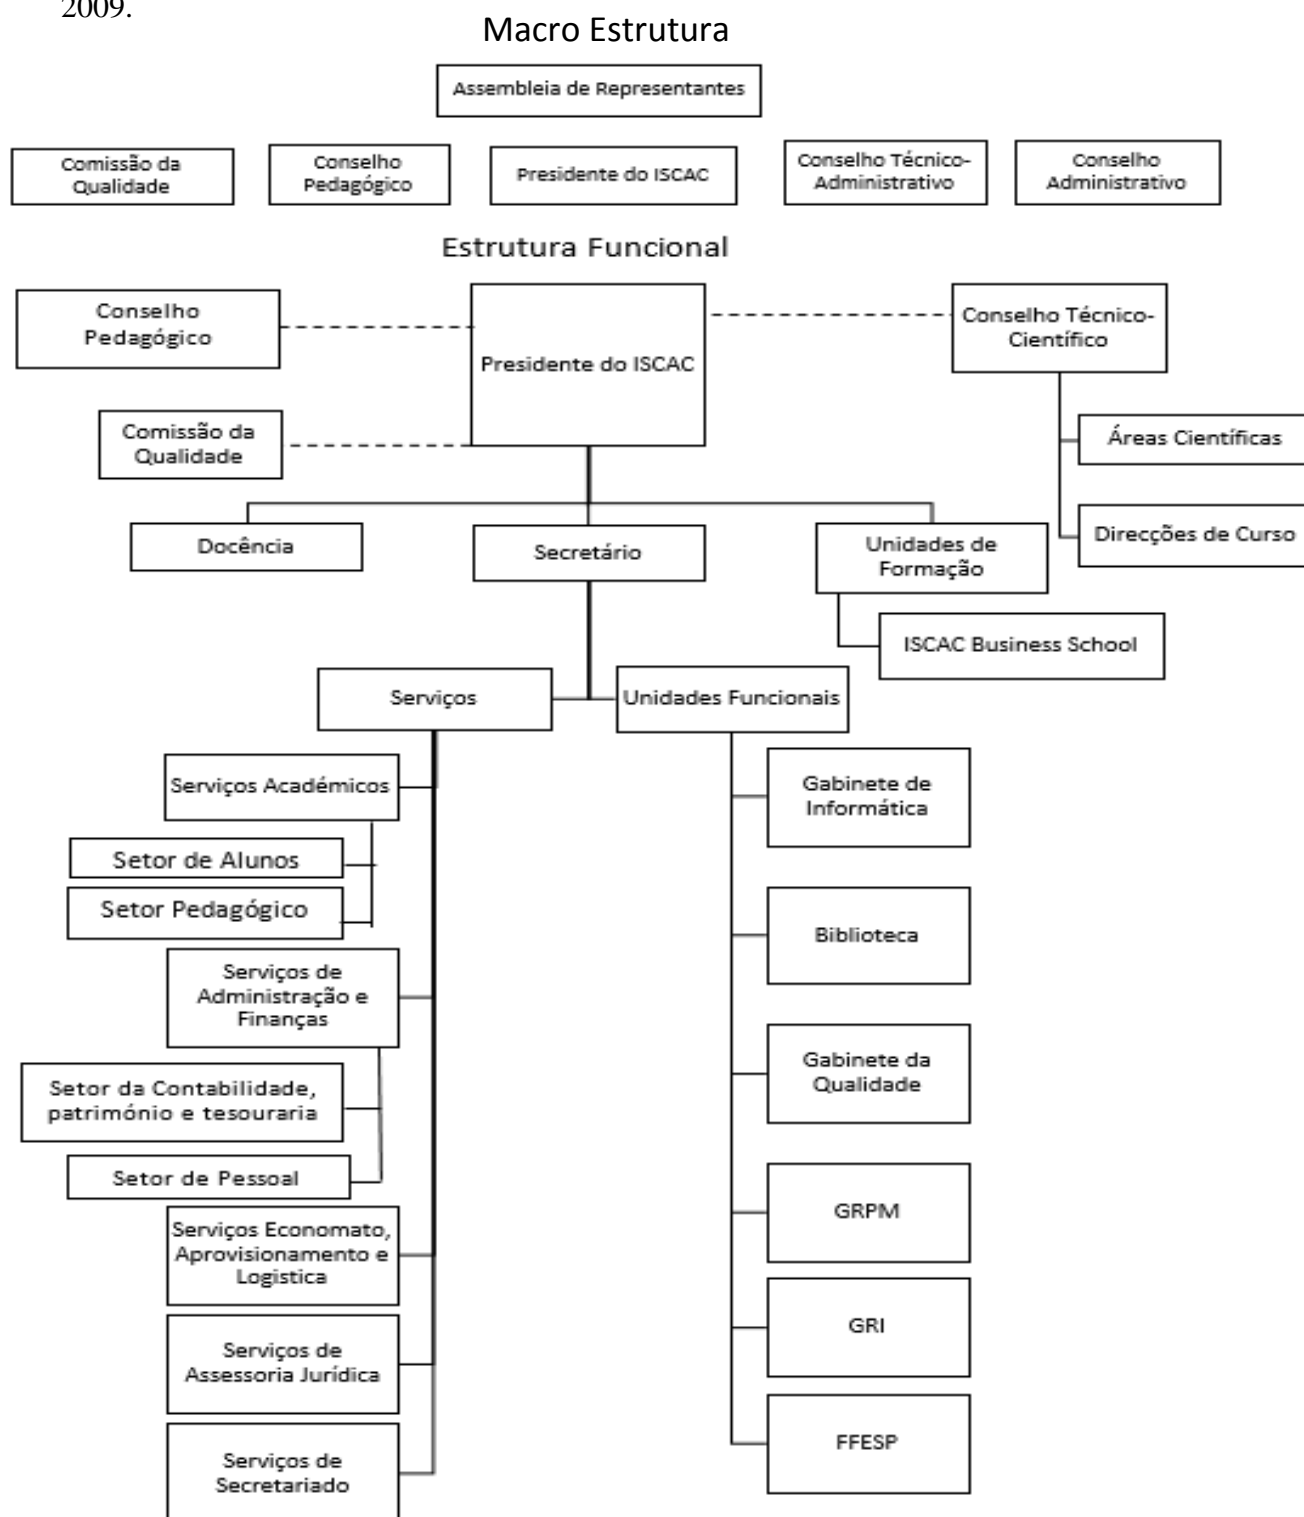 2009.
Macro Estrutura
Assembleia de Representantes
Comissão da
Qualidade
Conselho
Pedagógico
Presidente do ISCAC
Conselho Técnico-
Administrativo
Conselho
Administrativo
Estrutura Funcional
Conselho
Pedagógico
Presidente do ISCAC
Conselho Técnico-
Científico
Comissão da
Qualidade
Áreas Científicas
Direcções de Curso
Docência
Secretário
Unidades de
Formação
ISCAC Business School
Serviços
Unidades Funcionais
Serviços Académicos
Setor de Alunos
Setor Pedagógico
Serviços de
Administração e
Finanças
Setor da Contabilidade,
património e tesouraria
Setor de Pessoal
Serviços Economato,
Aprovisionamento e
Logistica
Serviços de
Assessoria Jurídica
Serviços de
Secretariado
Gabinete de
Informática
Biblioteca
Gabinete da
Qualidade
GRPM
GRI
FFESP